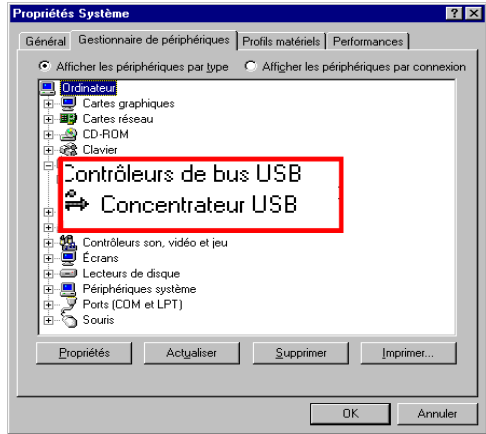 Propriétés Système
Général Gestionnaire de périphériques Profils matériels Performances
Afficher les périphériques par type Afficher les périphériques par connexion
Ordinateur
Cartes graphiques
Cartes réseau
CD-ROM
Clavier
Contrôleurs de bus USB
Concentrateur USB
Contrôleurs son, vidéo et jeu
Écrans
Lecteurs de disque
Périphériques système
Ports (COM et LPT)
Souris
Propriétés Actualiser Supprimer Imprimer...
OK Annuler